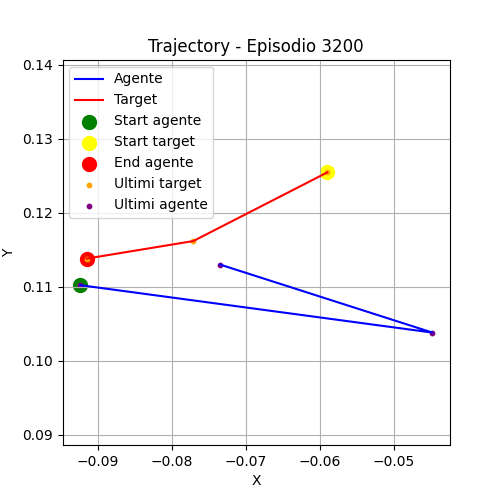 Trajectory - Episodio 3200
0.14
0.13
0.12
0.11
0.10
0.09
Y
Agente
Target
Start agente
Start target
End agente
Ultimi target
Ultimi agente
−0.09
−0.08
−0.07
−0.06
−0.05
X